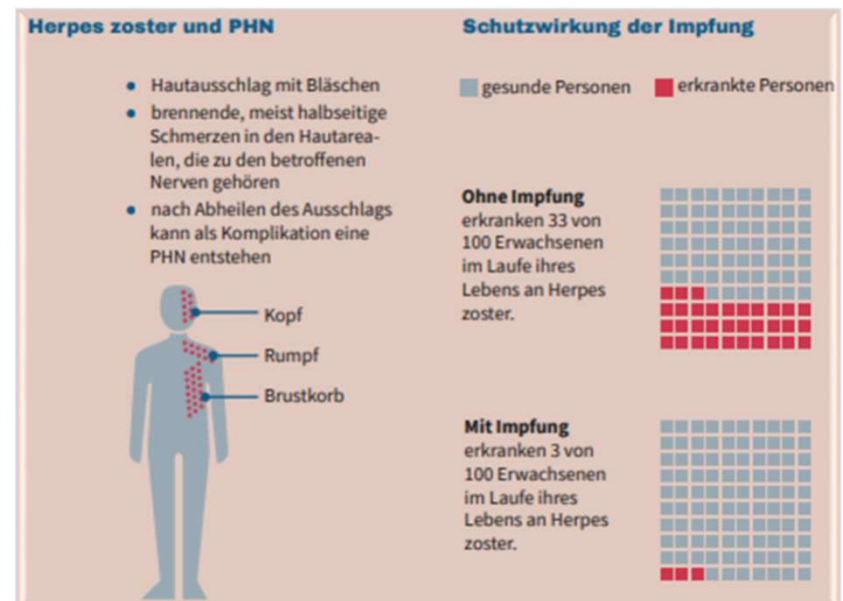 Herpes zoster und PHN
• Hautausschlag mit Bläschen
• brennende, meist halbseitige
Schmerzen in den Hautarea-
len, die zu den betroffenen
Nerven gehören
• nach Abheilen des Ausschlags
kann als Komplikation eine
PHN entstehen
Kopf
Rumpf
Brustkorb
Schutzwirkung der Impfung
gesunde Personen
erkrankte Personen
Ohne Impfung
erkranken 33 von
100 Erwachsenen
im Laufe ihres
Lebens an Herpes
zoster.
Mit Impfung
erkranken 3 von
100 Erwachsenen
im Laufe ihres
Lebens an Herpes
zoster.